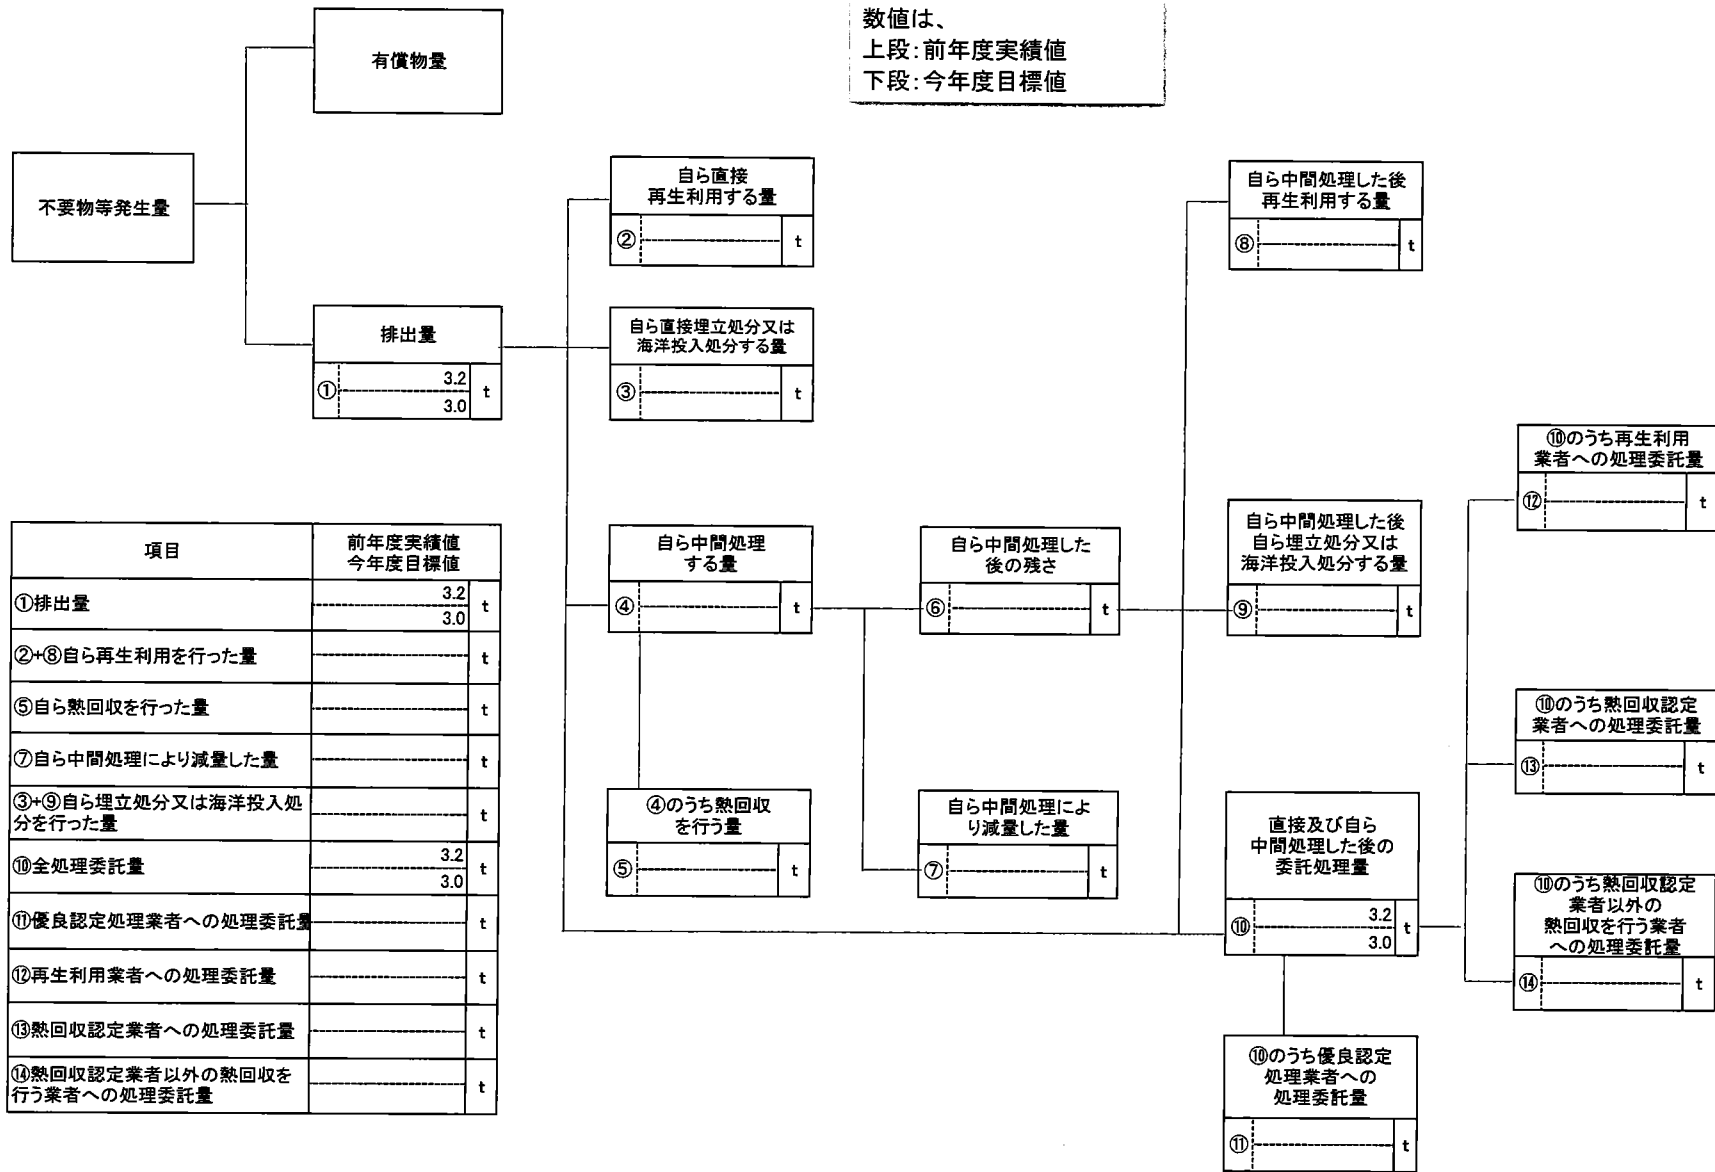 数値は、
上段:前年度実績値
下段:今年度目標値
有償物量
不要物等発生量
排出量
①
3.2
3.0
t
自ら直接
再生利用する量
②
t
自ら直接埋立処分又は
海洋投入処分する量
③
t
自ら中間処理
する量
④
t
④のうち熱回収
を行う量
⑤
t
自ら中間処理した
後の残さ
⑥
t
自ら中間処理によ
り減量した量
⑦
t
自ら中間処理した後
再生利用する量
⑧
t
自ら中間処理した後
自ら埋立処分又は
海洋投入処分する量
⑨
t
直接及び自ら
中間処理した後の
委託処理量
⑩
3.2
3.0
t
⑩のうち優良認定
処理業者への
処理委託量
⑪
t
⑩のうち再生利用
業者への処理委託量
⑫
t
⑩のうち熱回収認定
業者への処理委託量
⑬
t
⑩のうち熱回収認定
業者以外の
熱回収を行う業者
への処理委託量
⑭
t
項目
前年度実績値
今年度目標値
①排出量
3.2
3.0
t
②+⑧自ら再生利用を行った量
t
⑤自ら熱回収を行った量
t
⑦自ら中間処理により減量した量
t
③+⑨自ら埋立処分又は海洋投入処
分を行った量
t
⑩全処理委託量
3.2
3.0
t
⑪優良認定処理業者への処理委託量
t
⑫再生利用業者への処理委託量
t
⑬熱回収認定業者への処理委託量
t
⑭熱回収認定業者以外の熱回収を
行う業者への処理委託量
t